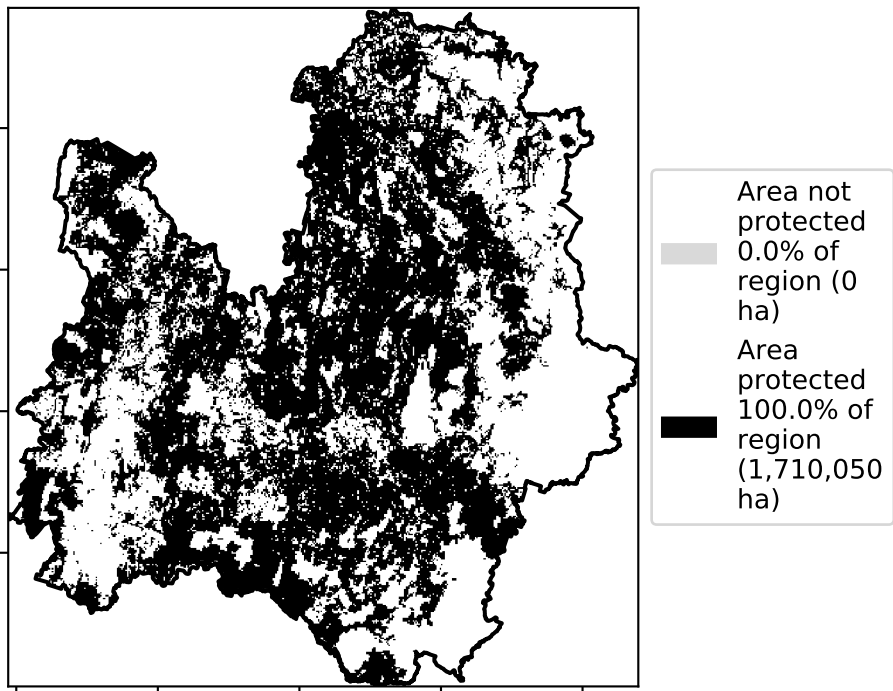 Area not
protected
0.0% of
region (0
ha)
Area
protected
100.0% of
region
(1,710,050
ha)